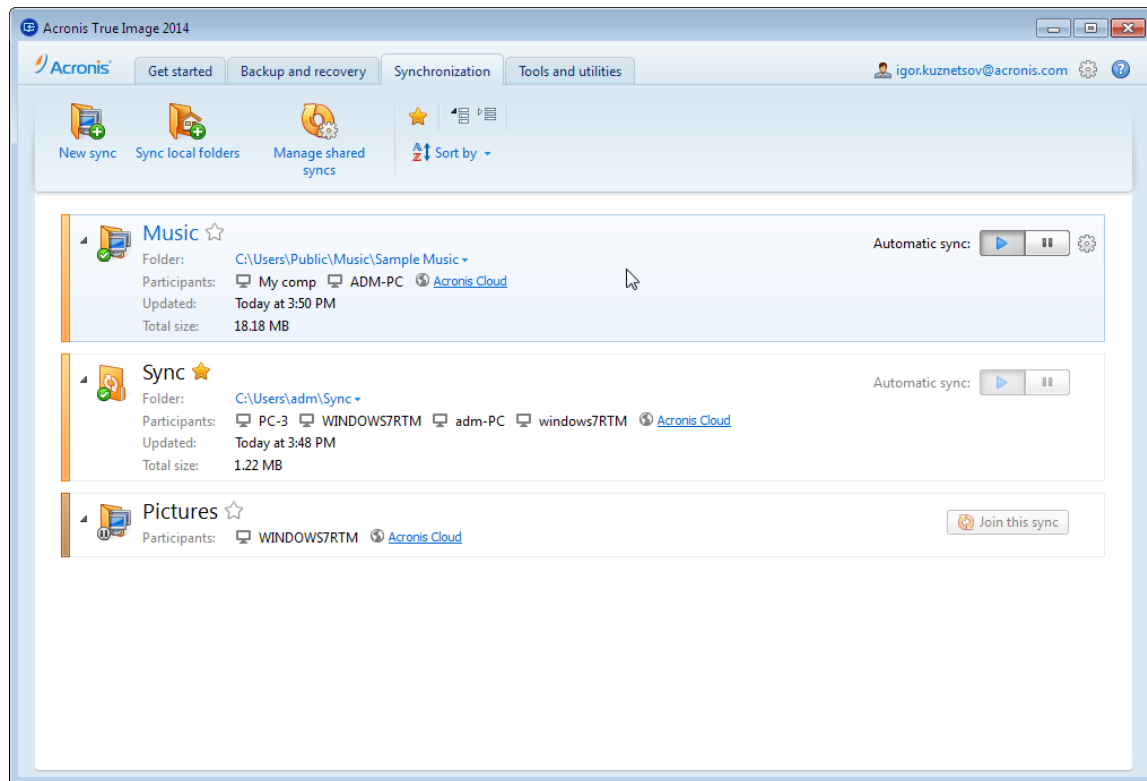 Acronis True Image 2014
Acronis Get started Backup and recovery Synchronization Tools and utilities igor.kuznetsov@acronis.com
New sync Sync local folders Manage shared syncs
A Z Sort by
Music
Automatic sync:
Folder: C:\Users\Public\Music\Sample Music
Participants: My comp ADM-PC Acronis Cloud
Updated: Today at 3:50 PM
Total size: 18.18 MB
Sync
Automatic sync:
Folder: C:\Users\adm\Sync
Participants: PC-3 WINDOWS7RTM adm-PC windows7RTM Acronis Cloud
Updated: Today at 3:48 PM
Total size: 1.22 MB
Pictures
Join this sync
Participants: WINDOWS7RTM Acronis Cloud